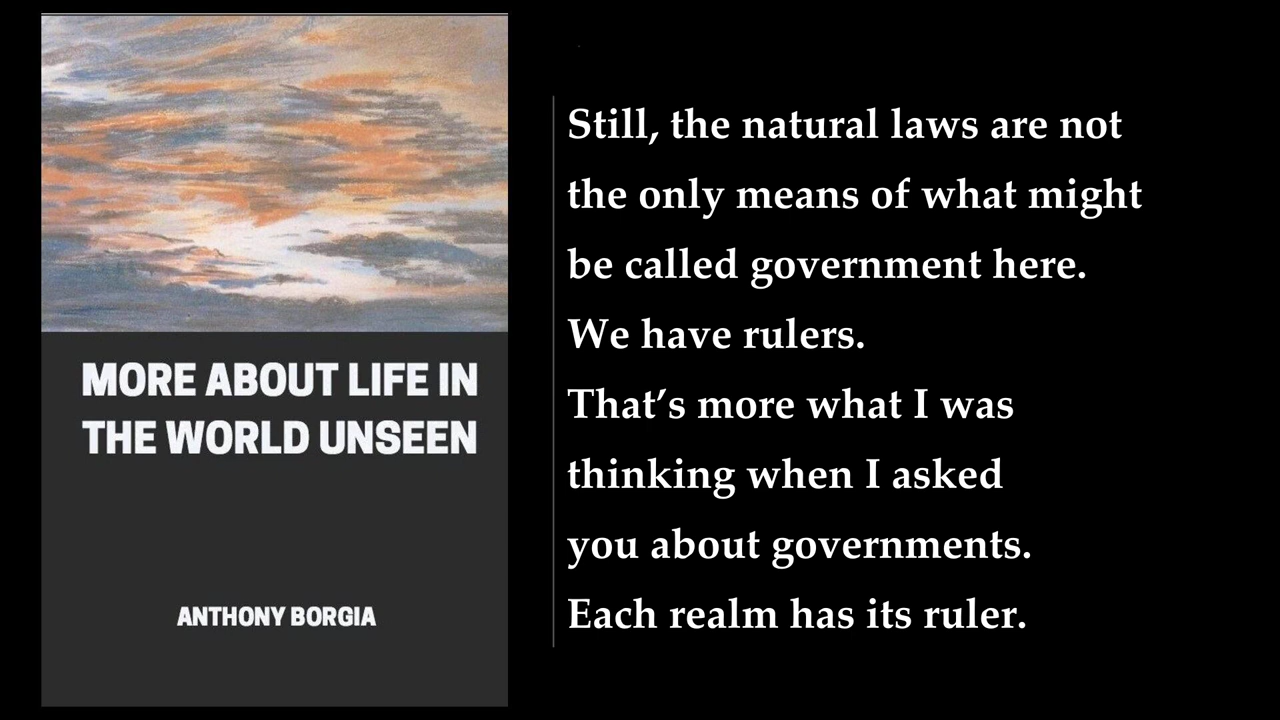 MORE ABOUT LIFE IN
THE WORLD UNSEEN
ANTHONY BORGIA
Still, the natural laws are not
the only means of what might
be called government here.
We have rulers.
That’s more what I was
thinking when I asked
you about governments.
Each realm has its ruler.